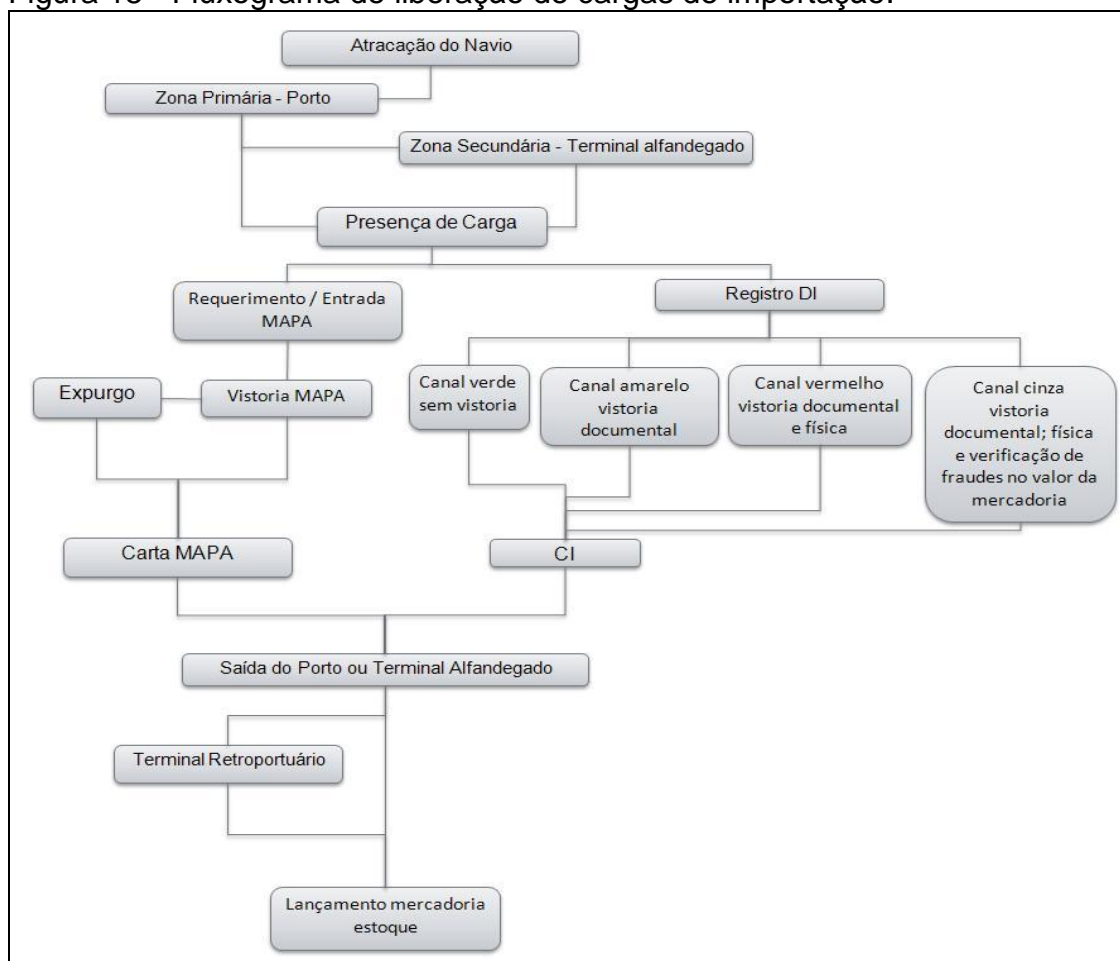 Figura 18 - Fluxograma de liberação de cargas de importação.
Atracação do Navio
Zona Primária - Porto
Zona Secundária - Terminal alfandegado
Presença de Carga
Requerimento / Entrada
MAPA
Registro DI
Expurgo
Vistoria MAPA
Canal verde
sem vistoria
Canal amarelo
vistoria
documental
Canal vermelho
vistoria documental
e física
Canal cinza
vistoria
documental; física
e verificação de
fraudes no valor da
mercadoria
Carta MAPA
CI
Saída do Porto ou Terminal Alfandegado
Terminal Retroportuário
Lançamento mercadoria
estoque